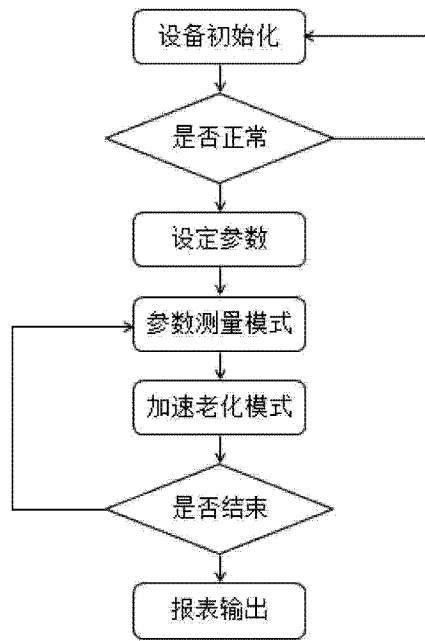 设备初始化
是否正常
设定参数
参数测量模式
加速老化模式
是否结束
报表输出